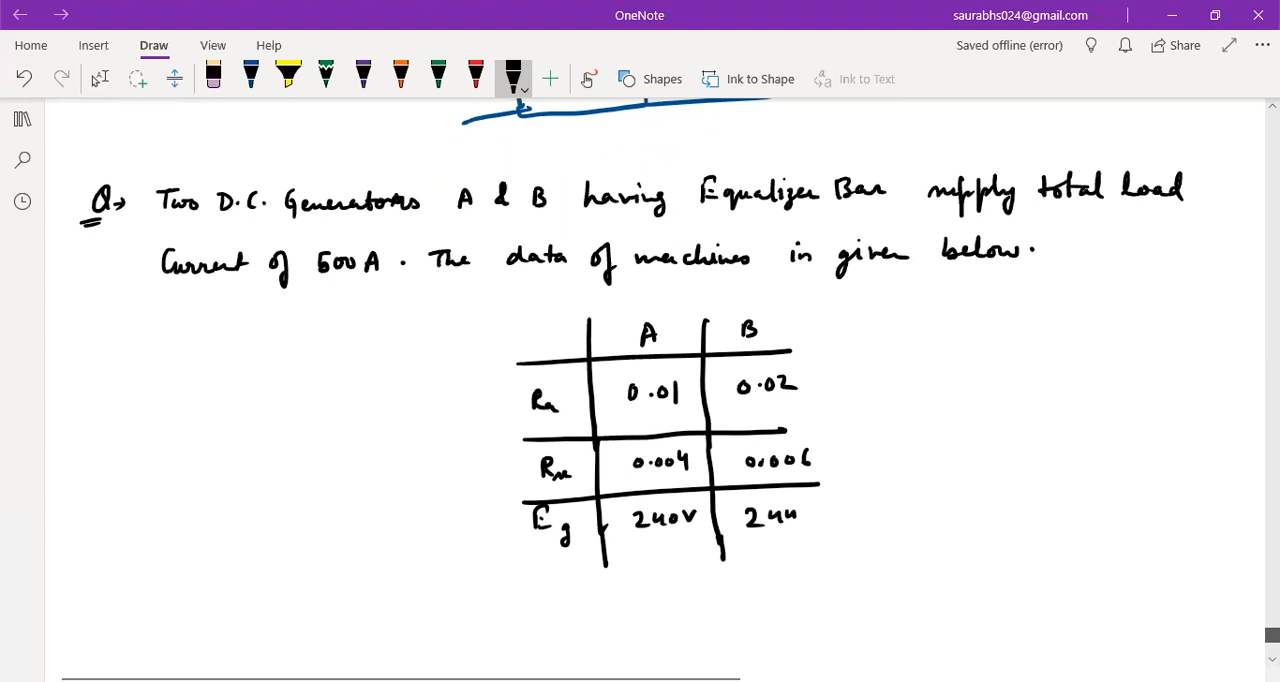 OneNote
saurabhs024@gmail.com
Home Insert Draw View Help
Saved offline (error)
Share
Shapes
Ink to Shape
Ink to Text
Q→ Two D.C. Generators A & B having Equalizer Bar supply total Load
Current of 500A. The data of machines in given below.
A B
Ra 0.01 0.02
Rse 0.004 0.006
Eg 240V 244